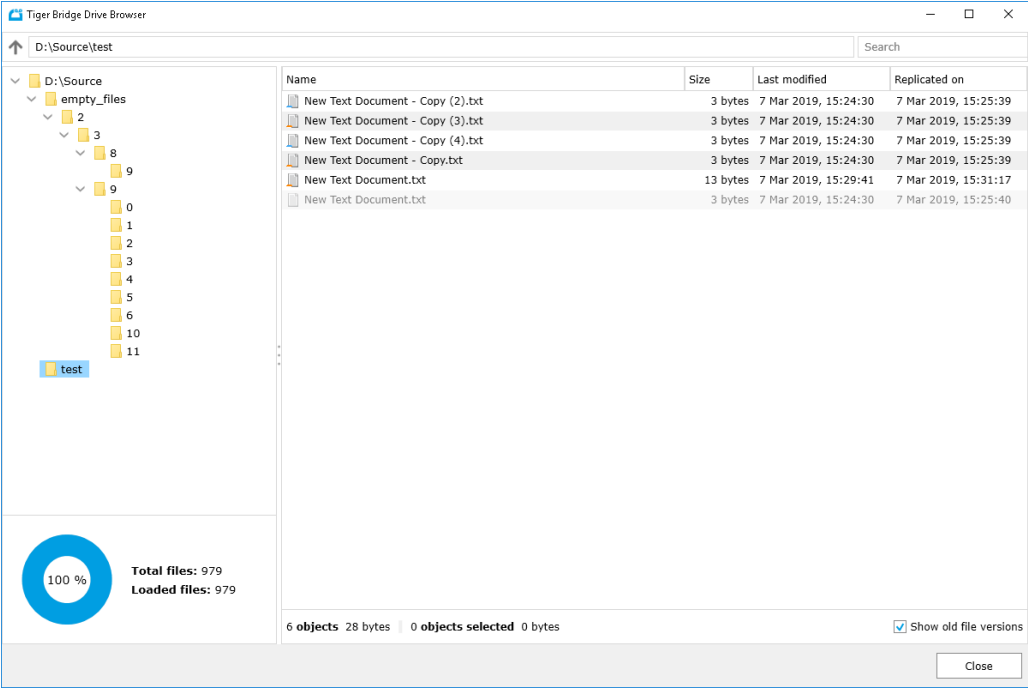 Tiger Bridge Drive Browser
D:\Source\test
Search
D:\Source
empty_files
2
3
8
9
9
0
1
2
3
4
5
6
10
11
test
100 %
Total files: 979
Loaded files: 979
Name Size Last modified Replicated on
New Text Document - Copy (2).txt 3 bytes 7 Mar 2019, 15:24:30 7 Mar 2019, 15:25:39
New Text Document - Copy (3).txt 3 bytes 7 Mar 2019, 15:24:30 7 Mar 2019, 15:25:39
New Text Document - Copy (4).txt 3 bytes 7 Mar 2019, 15:24:30 7 Mar 2019, 15:25:39
New Text Document - Copy.txt 3 bytes 7 Mar 2019, 15:24:30 7 Mar 2019, 15:25:39
New Text Document.txt 13 bytes 7 Mar 2019, 15:29:41 7 Mar 2019, 15:31:17
New Text Document.txt 3 bytes 7 Mar 2019, 15:24:30 7 Mar 2019, 15:25:40
6 objects 28 bytes 0 objects selected 0 bytes Show old file versions
Close